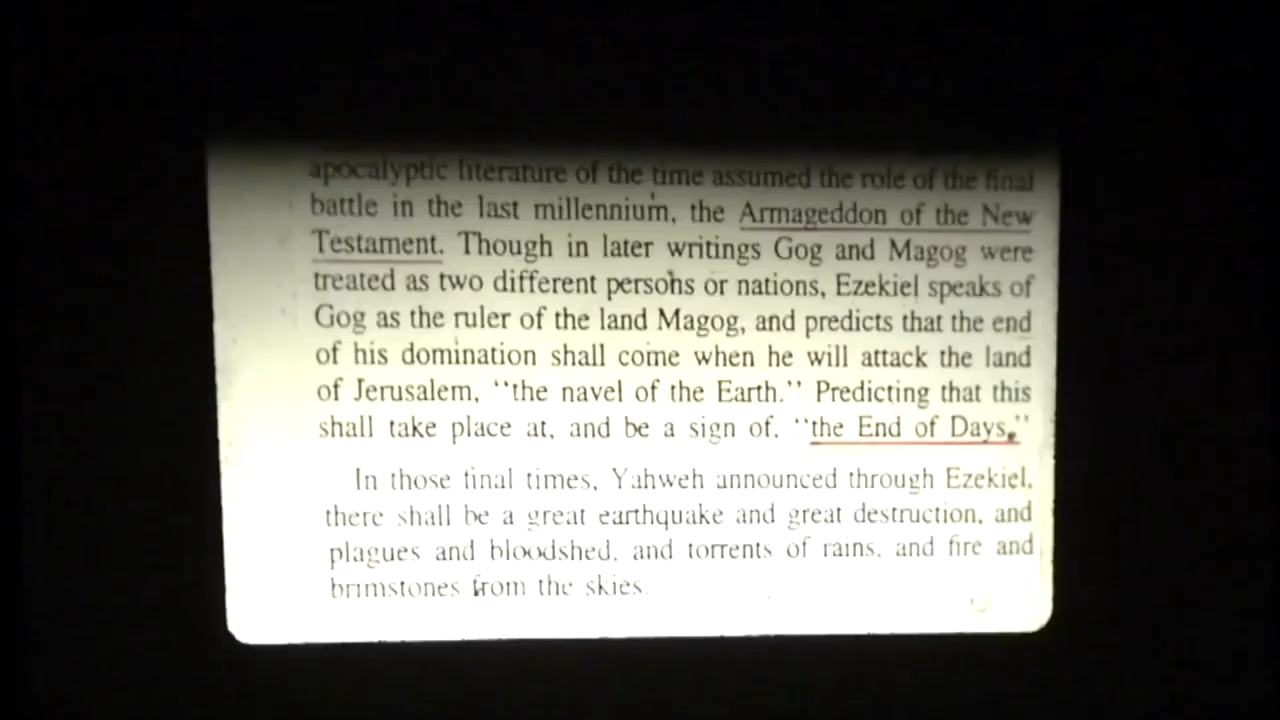 apocalyptic literature of the time assumed the role of the final
battle in the last millennium, the Armageddon of the New
Testament. Though in later writings Gog and Magog were
treated as two different persons or nations, Ezekiel speaks of
Gog as the ruler of the land Magog, and predicts that the end
of his domination shall come when he will attack the land
of Jerusalem, “the navel of the Earth.” Predicting that this
shall take place at, and be a sign of, “the End of Days,”
In those final times, Yahweh announced through Ezekiel,
there shall be a great earthquake and great destruction, and
plagues and bloodshed, and torrents of rains, and fire and
brimstones from the skies.